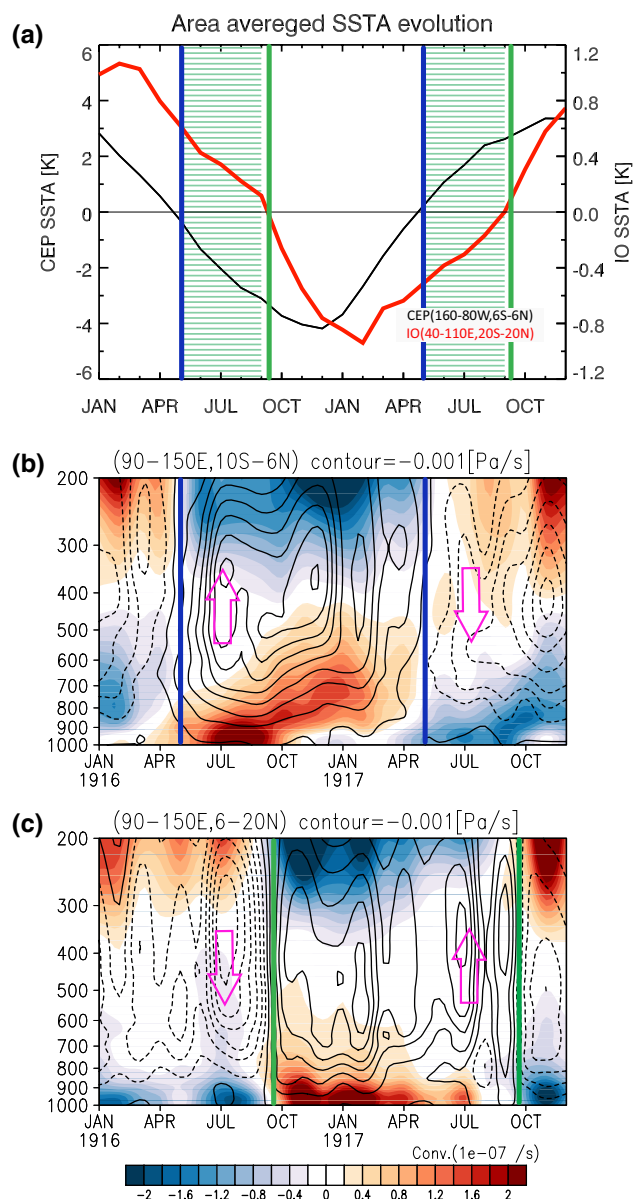 (a) Area avereged SSTA evolution
6 1.2
4 0.8
2 0.4
0 0.0
-2 -0.4
-4 -0.8
-6 -1.2
CEP SSTA [K]
IO SSTA [K]
CEP(160-80W,6S-6N)
IO(40-110E,20S-20N)
JAN APR JUL OCT JAN APR JUL OCT
(b) (90-150E,10S-6N) contour=-0.001[Pa/s]
200
300
400
500
600
700
800
900
1000
JAN APR JUL OCT JAN APR JUL OCT
1916 1917
(c) (90-150E,6-20N) contour=-0.001[Pa/s]
200
300
400
500
600
700
800
900
1000
JAN APR JUL OCT JAN APR JUL OCT
1916 1917
Conv.(1e-07 /s)
-2 -1.6 -1.2 -0.8 -0.4 0 0.4 0.8 1.2 1.6 2